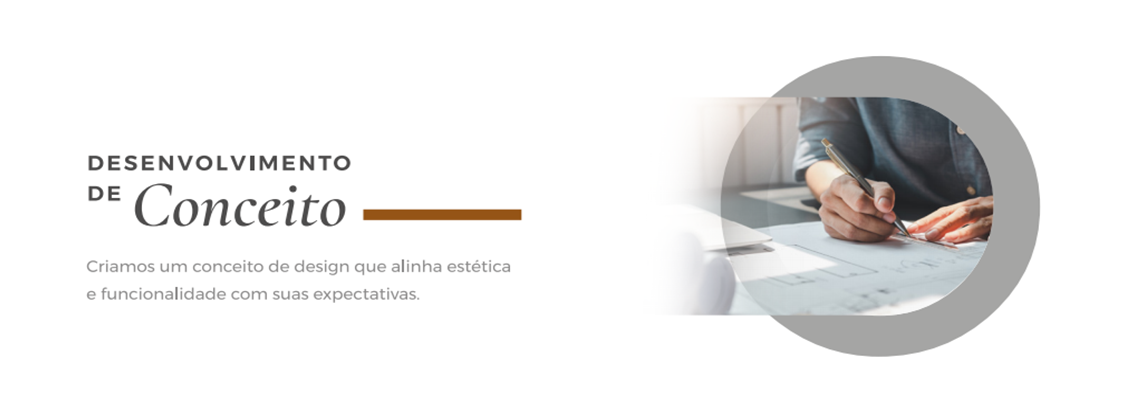 DESENVOLVIMENTO
DE Conceito
Criamos um conceito de design que alinha estética
e funcionalidade com suas expectativas.